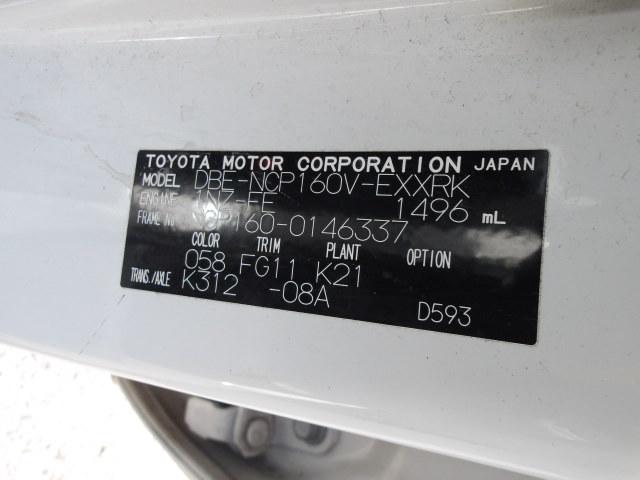 TOYOTA MOTOR CORPORATION JAPAN
MODEL DBE-NCP160V-EXXRK
ENGINE 1NZ-FE 1496 mL
FRAME No. NCP160-0146337
COLOR TRIM PLANT OPTION
058 FG11 K21
TRANS./AXLE K312 -08A
D593